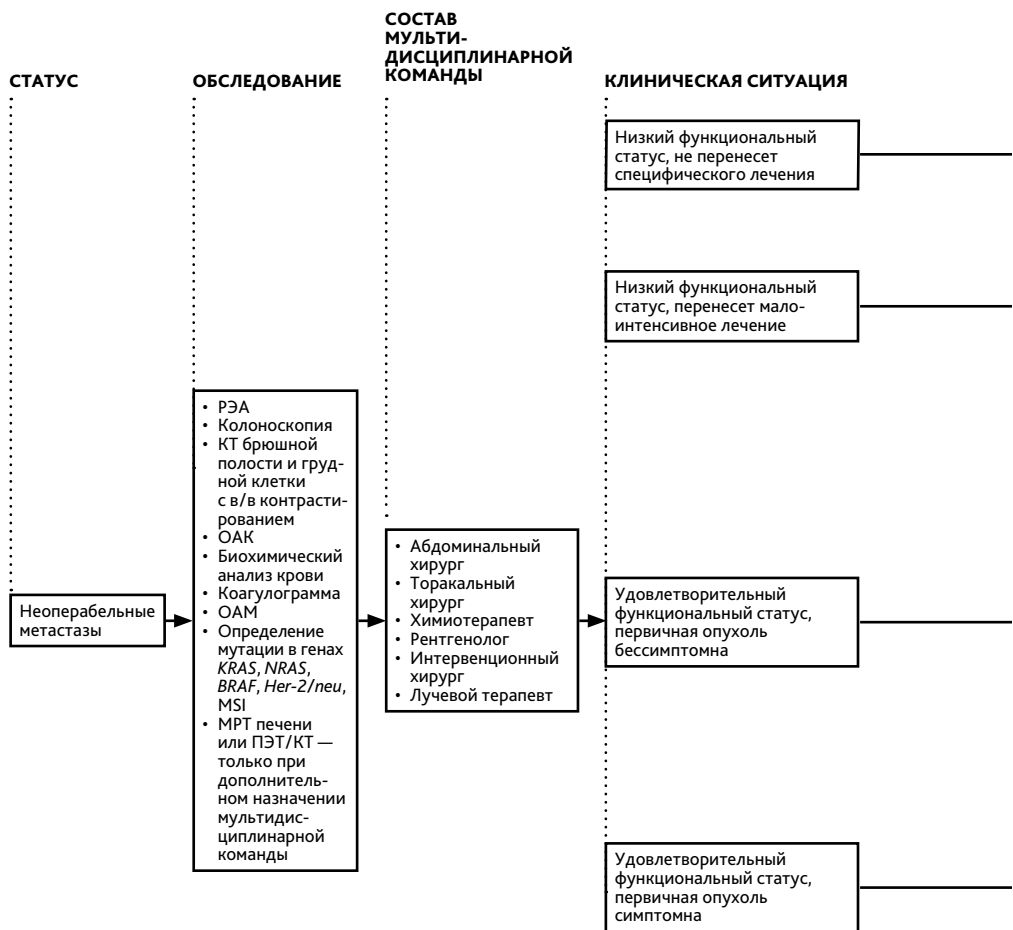 СТАТУС
ОБСЛЕДОВАНИЕ
СОСТАВ
МУЛЬТИ-
ДИСЦИПЛИНАРНОЙ
КОМАНДЫ
КЛИНИЧЕСКАЯ СИТУАЦИЯ
Неоперабельные
метастазы
• РЭА
• Колоноскопия
• КТ брюшной
полости и груд-
ной клетки
с в/в контрасти-
рованием
• ОАК
• Биохимический
анализ крови
• Коагулограмма
• ОАМ
• Определение
мутации в генах
KRAS, NRAS,
BRAF, Her-2/neu,
MSI
• МРТ печени
или ПЭТ/КТ —
только при
дополнитель-
ном назначении
мультидис-
циплинарной
команды
• Абдоминальный
хирург
• Торакальный
хирург
• Химиотерапевт
• Рентгенолог
• Интервенционный
хирург
• Лучевой терапевт
Низкий функциональный
статус, не перенесет
специфического лечения
Низкий функциональный
статус, перенесет мало-
интенсивное лечение
Удовлетворительный
функциональный статус,
первичная опухоль
бессимптомна
Удовлетворительный
функциональный статус,
первичная опухоль
симптомна